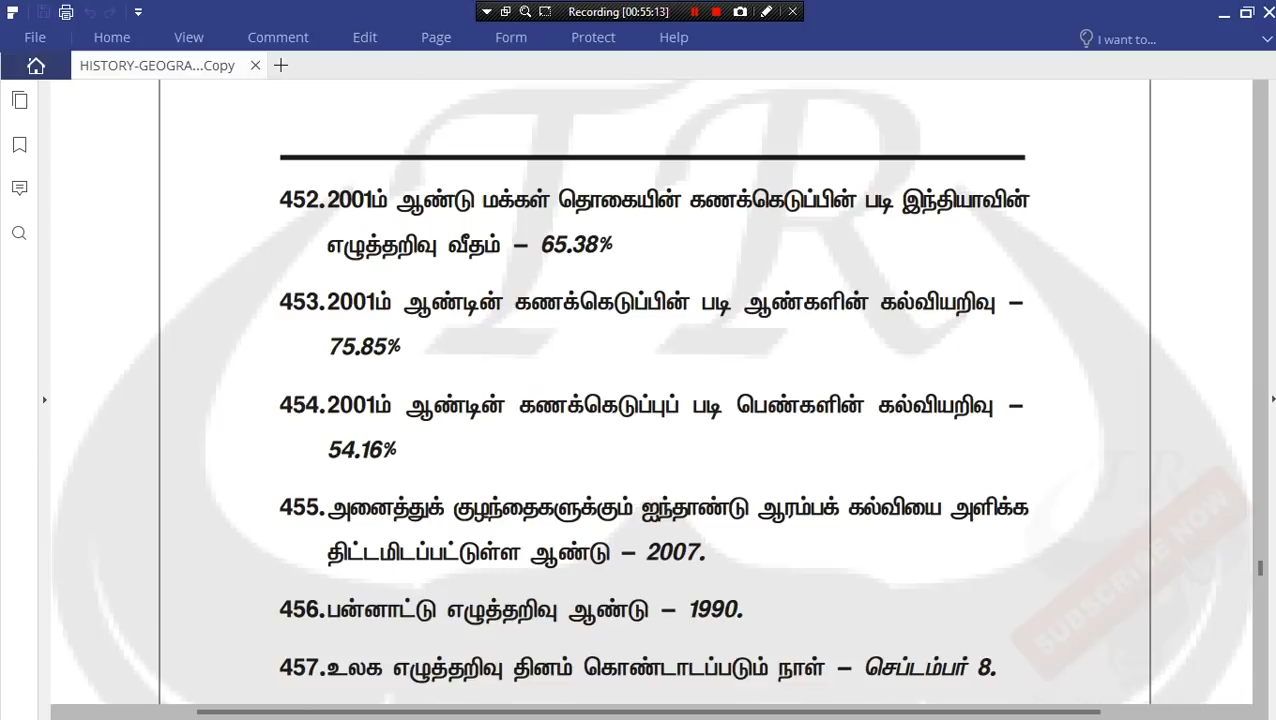 Recording [00:55:13]
File Home View Comment Edit Page Form Protect Help I want to...
HISTORY-GEOGRA...Copy
TR
452. 2001ம் ஆண்டு மக்கள் தொகையின் கணக்கெடுப்பின் படி இந்தியாவின்
எழுத்தறிவு வீதம் – 65.38%
453. 2001ம் ஆண்டின் கணக்கெடுப்பின் படி ஆண்களின் கல்வியறிவு –
75.85%
454. 2001ம் ஆண்டின் கணக்கெடுப்புப் படி பெண்களின் கல்வியறிவு –
54.16%
455. அனைத்துக் குழந்தைகளுக்கும் ஐந்தாண்டு ஆரம்பக் கல்வியை அளிக்க
திட்டமிடப்பட்டுள்ள ஆண்டு – 2007.
456. பன்னாட்டு எழுத்தறிவு ஆண்டு – 1990.
457. உலக எழுத்தறிவு தினம் கொண்டாடப்படும் நாள் – செப்டம்பர் 8.
TR
SUBSCRIBE NOW